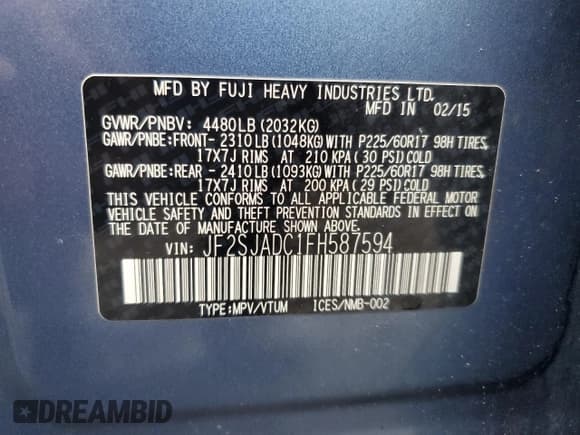 MFD BY FUJI HEAVY INDUSTRIES LTD.
MFD IN 02/15
GVWR/PNBV: 4480LB(2032KG)
GAWR/PNBE:FRONT- 2310LB(1048KG)WITH P225/60R17 98H TIRES,
17X7J RIMS AT 210 KPA(30 PSI)COLD
GAWR/PNBE:REAR - 2410LB(1093KG)WITH P225/60R17 98H TIRES,
17X7J RIMS AT 200 KPA(29 PSI)COLD
THIS VEHICLE CONFORMS TO ALL APPLICABLE FEDERAL MOTOR
VEHICLE SAFETY AND THEFT PREVENTION STANDARDS IN EFFECT ON
THE DATE OF MANUFACTURE SHOWN ABOVE.
VIN: JF2SJADC1FH587594
TYPE:MPV/VTUM ICES/NMB-002
DREAMBID